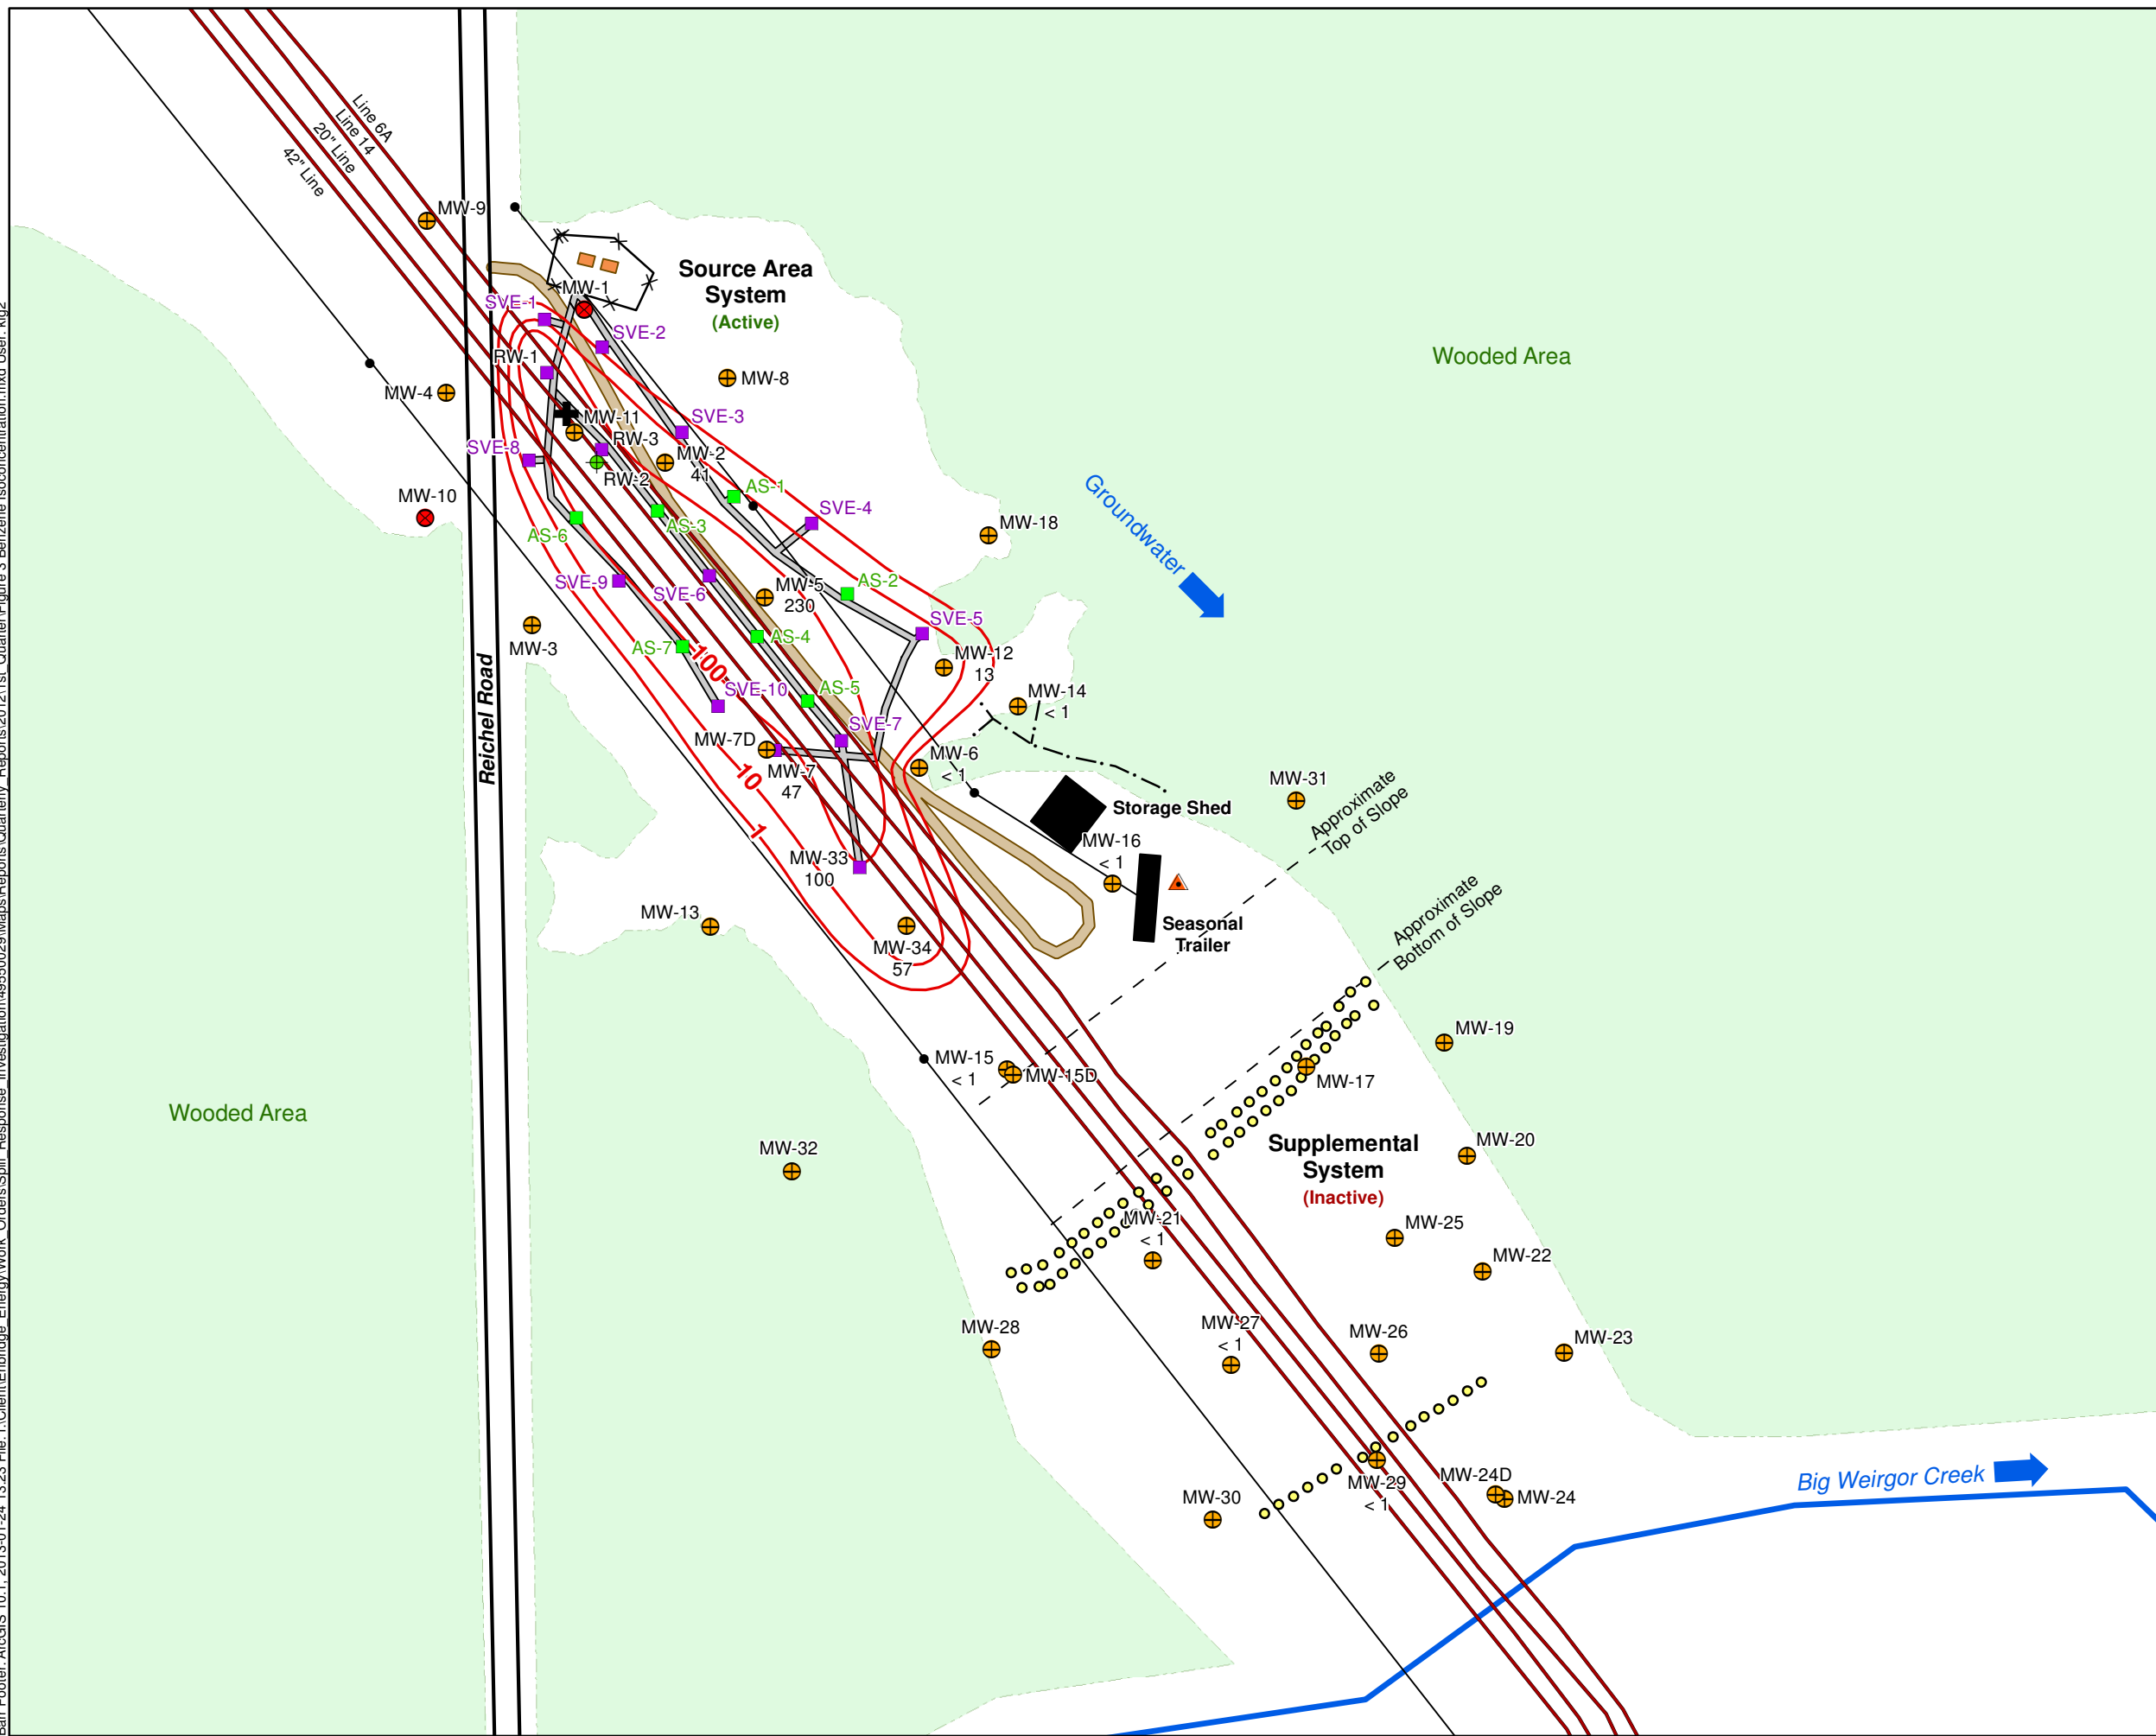 Line 6A
Line 14
20" Line
42" Line
MW-9
Source Area
System
(Active)
MW-1
SVE-1
SVE-2
RW-1
MW-4
MW-8
Wooded Area
MW-11
SVE-3
RW-3
SVE-8
MW-2
41
RW-2
MW-10
AS-1
SVE-4
Groundwater
AS-3
AS-6
MW-18
SVE-9
SVE-6
MW-5
230
AS-2
SVE-5
MW-3
AS-4
AS-7
100
MW-12
13
SVE-10
AS-5
MW-14
< 1
Reichel Road
MW-7D
SVE-7
MW-6
< 1
MW-7
47
10
1
MW-31
Approximate
Top of Slope
Storage Shed
MW-16
< 1
MW-33
100
MW-13
Seasonal
Trailer
Approximate
Bottom of Slope
MW-34
57
MW-19
MW-15
< 1
MW-15D
MW-17
Wooded Area
Supplemental
System
(Inactive)
MW-20
MW-32
MW-21
< 1
MW-25
MW-22
MW-28
MW-27
< 1
MW-26
MW-23
MW-29
< 1
MW-24D
MW-24
MW-30
Big Weirgor Creek